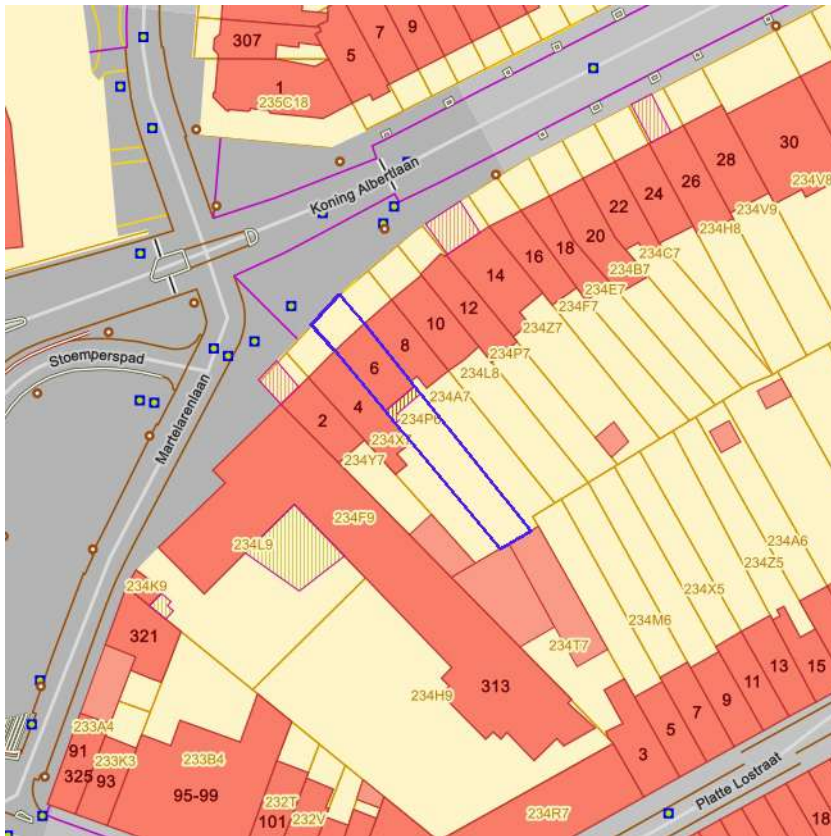 307
5
7
9
1
235C18
Koning Albertlaan
30
28
26
24
22
20
18
16
14
12
10
8
6
4
2
234V8
234V9
234H8
234C7
234B7
234E7
234F7
234Z7
234P7
234L8
234A7
234P6
234X7
234Y7
Stoemperspad
Martelarenlaan
234F9
234L9
234K9
321
234A6
234Z5
234X5
234M6
234T7
234H9
313
15
13
11
9
7
5
3
233A4
91
233K3
325
93
233B4
95-99
232T
101
232V
234R7
Platte Lostraat
18